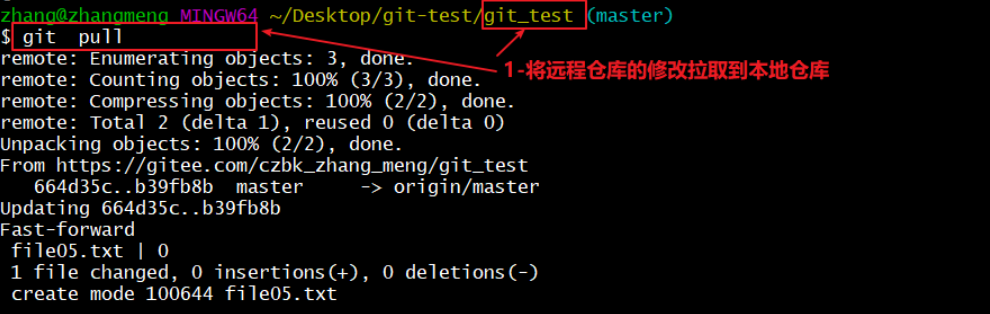 zhang@zhangmeng MINGW64 ~/Desktop/git-test/git_test (master)
$ git  pull
1-将远程仓库的修改拉取到本地仓库
remote: Enumerating objects: 3, done.
remote: Counting objects: 100% (3/3), done.
remote: Compressing objects: 100% (2/2), done.
remote: Total 2 (delta 1), reused 0 (delta 0)
Unpacking objects: 100% (2/2), done.
From https://gitee.com/czbk_zhang_meng/git_test
   664d35c..b39fb8b  master     -> origin/master
Updating 664d35c..b39fb8b
Fast-forward
 file05.txt | 0
 1 file changed, 0 insertions(+), 0 deletions(-)
 create mode 100644 file05.txt